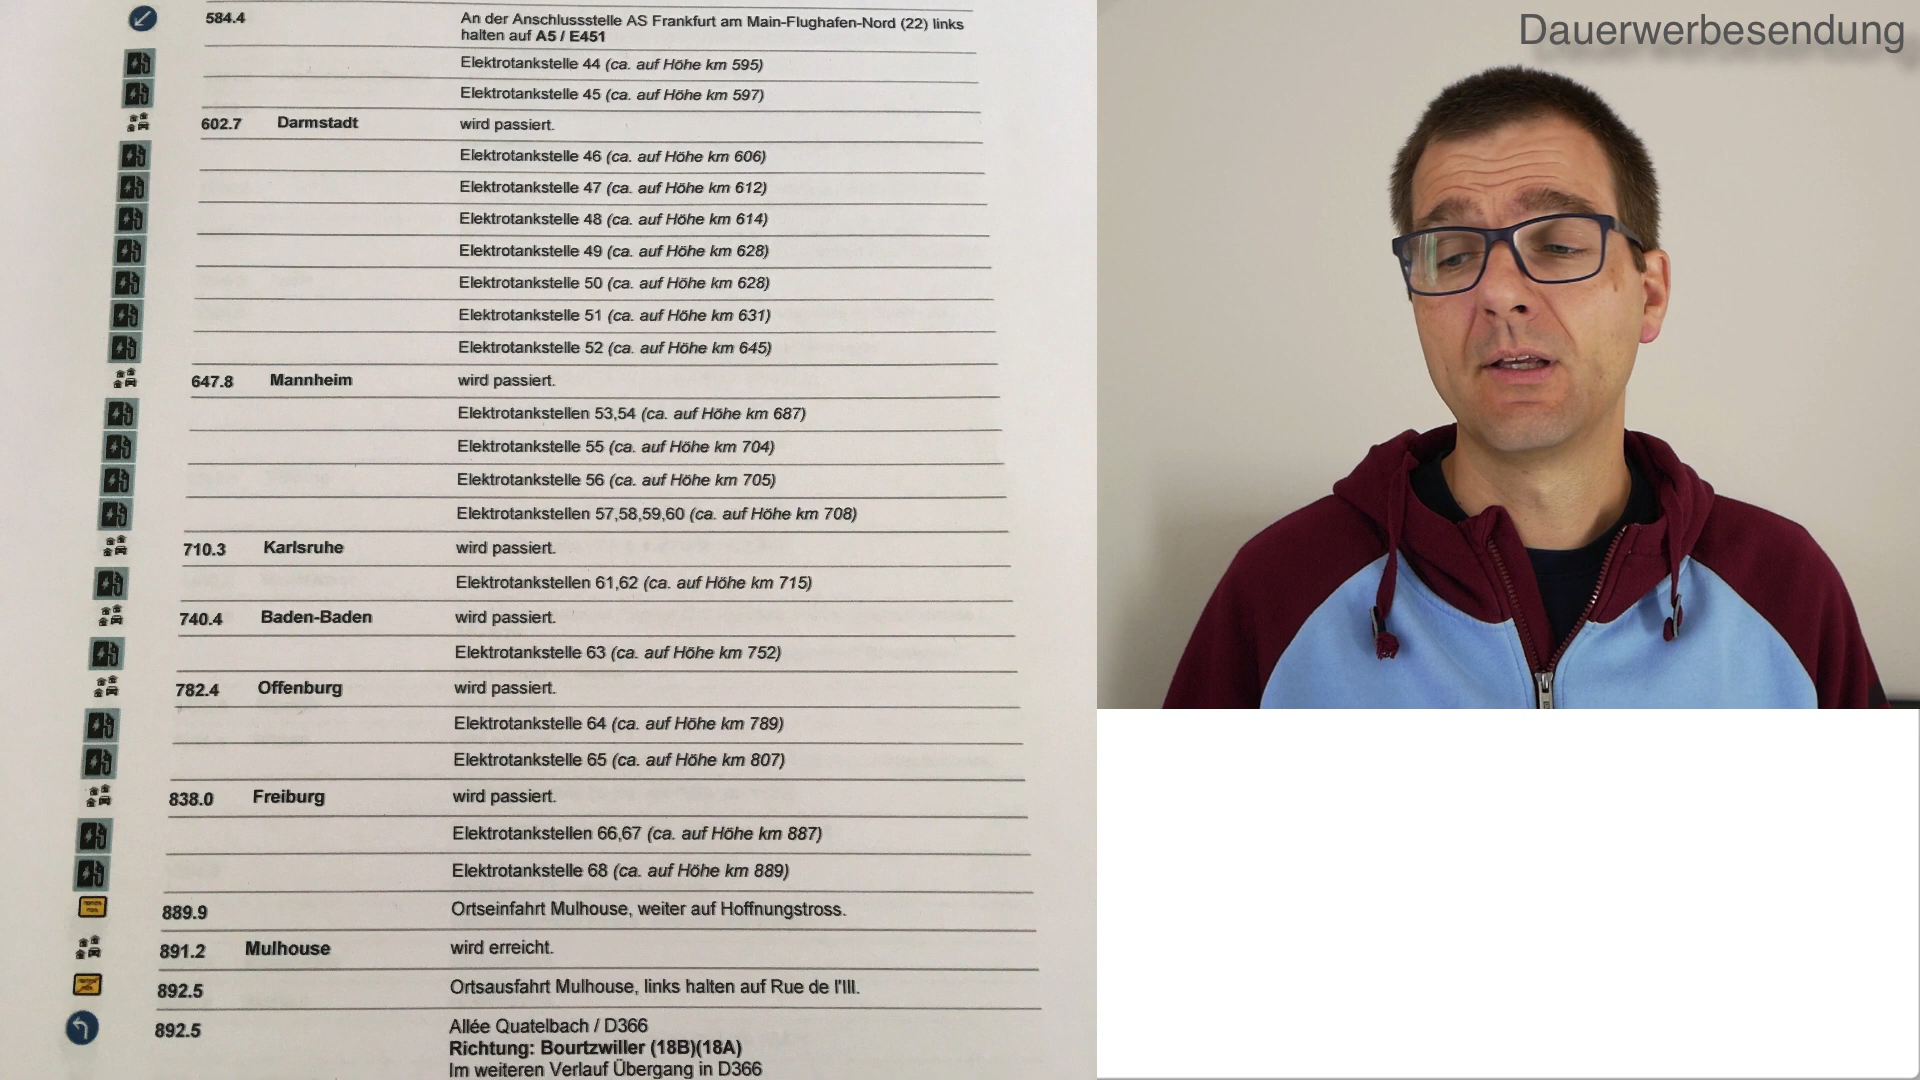 584.4 An der Anschlussstelle AS Frankfurt am Main-Flughafen-Nord (22) links
halten auf A5 / E451
Elektrotankstelle 44 (ca. auf Höhe km 595)
Elektrotankstelle 45 (ca. auf Höhe km 597)
602.7 Darmstadt wird passiert.
Elektrotankstelle 46 (ca. auf Höhe km 606)
Elektrotankstelle 47 (ca. auf Höhe km 612)
Elektrotankstelle 48 (ca. auf Höhe km 614)
Elektrotankstelle 49 (ca. auf Höhe km 628)
Elektrotankstelle 50 (ca. auf Höhe km 628)
Elektrotankstelle 51 (ca. auf Höhe km 631)
Elektrotankstelle 52 (ca. auf Höhe km 645)
647.8 Mannheim wird passiert.
Elektrotankstellen 53,54 (ca. auf Höhe km 687)
Elektrotankstelle 55 (ca. auf Höhe km 704)
Elektrotankstelle 56 (ca. auf Höhe km 705)
Elektrotankstellen 57,58,59,60 (ca. auf Höhe km 708)
710.3 Karlsruhe wird passiert.
Elektrotankstellen 61,62 (ca. auf Höhe km 715)
740.4 Baden-Baden wird passiert.
Elektrotankstelle 63 (ca. auf Höhe km 752)
782.4 Offenburg wird passiert.
Elektrotankstelle 64 (ca. auf Höhe km 789)
Elektrotankstelle 65 (ca. auf Höhe km 807)
838.0 Freiburg wird passiert.
Elektrotankstellen 66,67 (ca. auf Höhe km 887)
Elektrotankstelle 68 (ca. auf Höhe km 889)
889.9 Ortseinfahrt Mulhouse, weiter auf Hoffnungstross.
891.2 Mulhouse wird erreicht.
892.5 Ortsausfahrt Mulhouse, links halten auf Rue de l'Ill.
892.5 Allée Quatelbach / D366
Richtung: Bourtzwiller (18B)(18A)
Im weiteren Verlauf Übergang in D366
Dauerwerbesendung